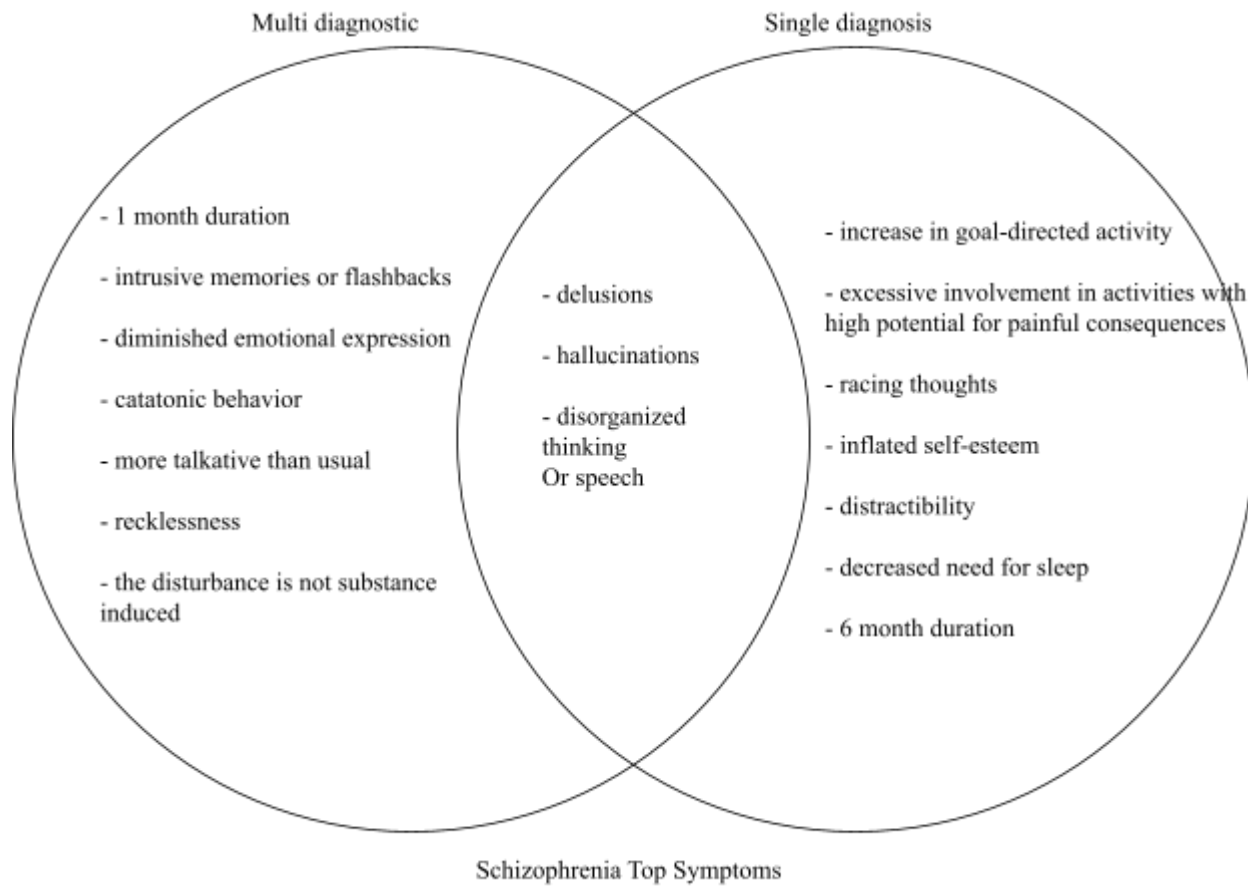 Multi diagnostic
Single diagnosis
- 1 month duration
- intrusive memories or flashbacks
- diminished emotional expression
- catatonic behavior
- more talkative than usual
- recklessness
- the disturbance is not substance
induced
- delusions
- hallucinations
- disorganized
thinking
Or speech
- increase in goal-directed activity
- excessive involvement in activities with
high potential for painful consequences
- racing thoughts
- inflated self-esteem
- distractibility
- decreased need for sleep
- 6 month duration
Schizophrenia Top Symptoms